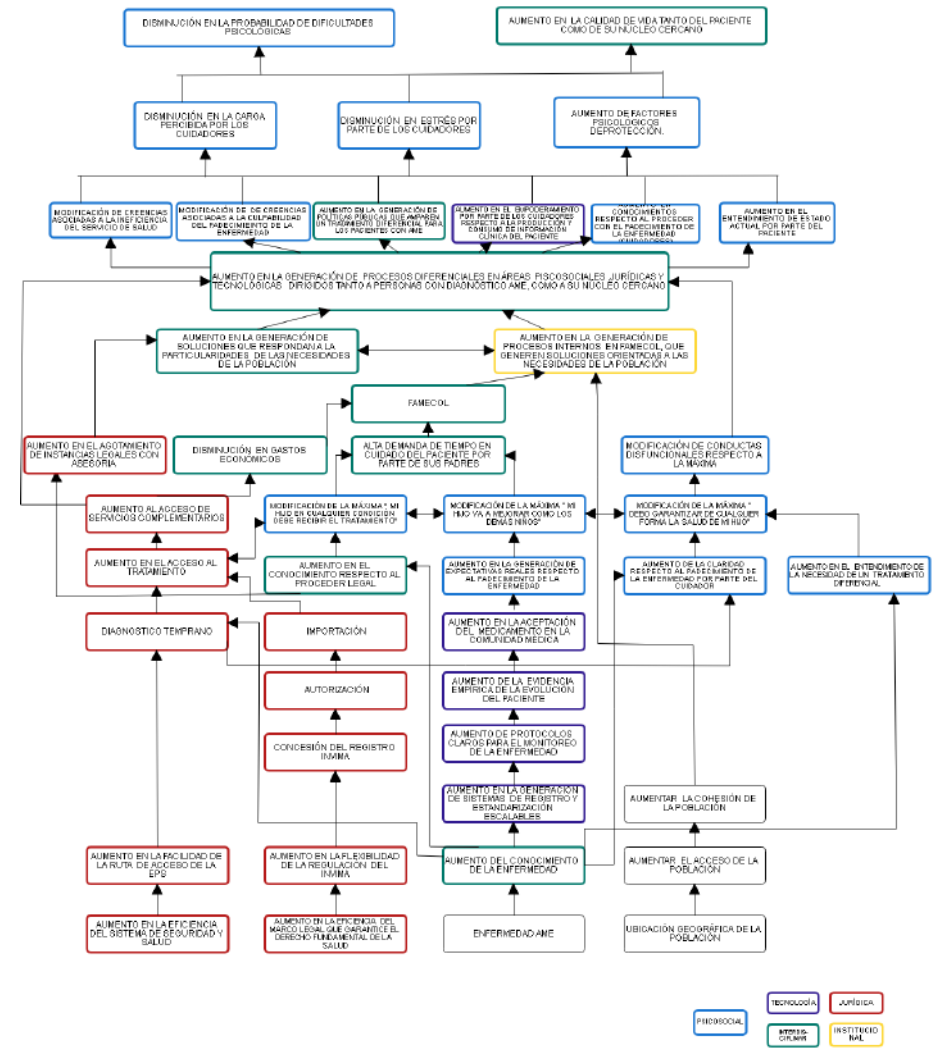 DISMINUCIÓN EN LA PROBABILIDAD DE DIFICULTADES
PSICOLÓGICAS
AUMENTO EN LA CALIDAD DE VIDA TANTO DEL PACIENTE
COMO DE SU NÚCLEO CERCANO
DISMINUCIÓN EN LA CARGA
PERCIBIDA POR LOS
CUIDADORES
DISMINUCIÓN EN ESTRÉS POR
PARTE DE LOS CUIDADORES
AUMENTO DE FACTORES
PSICOLOGICOS
DEPROTECCIÓN.
MODIFICACIÓN DE CREENCIAS
ASOCIADAS A LA INEFICIENCIA
DEL SERVICIO DE SALUD
MODIFICACIÓN DE DE CREENCIAS
ASOCIADAS A LA CULPABILIDAD
DEL PADECIMIENTO DE LA
ENFERMEDAD
AUMENTO EN LA GENERACIÓN DE
POLÍTICAS PÚBLICAS QUE AMPAREN
UN TRATAMIENTO DIFERENCIAL PARA
LOS PACIENTES CON AME
AUMENTO EN EL EMPODERAMIENTO
POR PARTE DE LOS CUIDADORES
RESPECTO A LA PRODUCCIÓN Y
CONSUMO DE INFORMACIÓN
CLÍNICA DEL PACIENTE
AUMENTO EN
CONOCIMIENTOS
RESPECTO AL PROCEDER
CON EL PADECIMIENTO DE
LA ENFERMEDAD
(CUIDADORES)
AUMENTO EN EL
ENTENDIMIENTO DE ESTADO
ACTUAL POR PARTE DEL
PACIENTE
AUMENTO EN LA GENERACIÓN DE PROCESOS DIFERENCIALES EN ÁREAS PISCOSOCIALES JURÍDICAS Y
TECNOLÓGICAS DIRIGIDOS TANTO A PERSONAS CON DIAGNÓSTICO AME, COMO A SU NÚCLEO CERCANO
AUMENTO EN LA GENERACIÓN DE
SOLUCIONES QUE RESPONDAN A LA
PARTICULARIDADES DE LAS NECESIDADES
DE LA POBLACIÓN
AUMENTO EN LA GENERACIÓN DE
PROCESOS INTERNOS EN FAMECOL, QUE
GENEREN SOLUCIONES ORIENTADAS A LAS
NECESIDADES DE LA POBLACIÓN
FAMECOL
AUMENTO EN EL AGOTAMIENTO
DE INSTANCIAS LEGALES CON
ASESORIA
DISMINUCIÓN EN GASTOS
ECONÓMICOS
ALTA DEMANDA DE TIEMPO EN
CUIDADO DEL PACIENTE POR
PARTE DE SUS PADRES
MODIFICACIÓN DE CONDUCTAS
DISFUNCIONALES RESPECTO A
LA MÁXIMA
AUMENTO AL ACCESO DE
SERVICIOS COMPLEMENTARIOS
MODIFICACIÓN DE LA MÁXIMA " MI
HIJO EN CUALQUIER CONDICIÓN
DEBE RECIBIR EL TRATAMIENTO"
MODIFICACIÓN DE LA MÁXIMA " MI
HIJO VA A MEJORAR COMO LOS
DEMÁS NIÑOS"
MODIFICACIÓN DE LA MÁXIMA "
DEBO GARANTIZAR DE CUALQUIER
FORMA LA SALUD DE MI HIJO"
AUMENTO EN EL ACCESO AL
TRATAMIENTO
AUMENTO EN EL
CONOCIMIENTO RESPECTO AL
PROCEDER LEGAL
AUMENTO EN LA GENERACIÓN DE
EXPECTATIVAS REALES RESPECTO
AL PADECIMIENTO DE LA
ENFERMEDAD
AUMENTO DE LA CLARIDAD
RESPECTO AL PADECIMIENTO DE
LA ENFERMEDAD POR PARTE DEL
CUIDADOR
AUMENTO EN EL ENTENDIMIENTO DE
LA NECESIDAD DE UN TRATAMIENTO
DIFERENCIAL
DIAGNOSTICO TEMPRANO
IMPORTACIÓN
AUMENTO EN LA ACEPTACIÓN
DEL MEDICAMENTO EN LA
COMUNIDAD MÉDICA
AUTORIZACIÓN
AUMENTO DE LA EVIDENCIA
EMPÍRICA DE LA EVOLUCIÓN DEL
PACIENTE
CONCESIÓN DEL REGISTRO
INVIMA
AUMENTO DE PROTOCOLOS
CLAROS PARA EL MONITOREO DE
LA ENFERMEDAD
AUMENTO EN LA GENERACIÓN
DE SISTEMAS DE REGISTRO Y
ESTANDARIZACIÓN
ESCALABLES
AUMENTAR LA COHESIÓN DE
LA POBLACIÓN
AUMENTO EN LA FACILIDAD DE
LA RUTA DE ACCESO DE LA
EPS
AUMENTO EN LA FLEXIBILIDAD
DE LA REGULACIÓN DEL
INVIMA
AUMENTO DEL CONOCIMIENTO
DE LA ENFERMEDAD
AUMENTAR EL ACCESO DE LA
POBLACIÓN
AUMENTO EN LA EFICIENCIA
DEL SISTEMA DE SEGURIDAD Y
SALUD
AUMENTO EN LA EFICENCIA DEL
MARCO LEGAL QUE GARANTICE EL
DERECHO FUNDAMENTAL DE LA
SALUD
ENFERMEDAD AME
UBICACIÓN GEOGRÁFICA DE LA
POBLACIÓN
PSICOSOCIAL
TECNOLOGÍA
JURÍDICA
INTERDIS-
CIPLINAR
INSTITUCIO
NAL